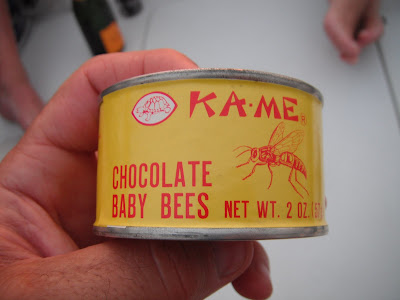 KA·ME®
CHOCOLATE
BABY BEES NET WT. 2 OZ.